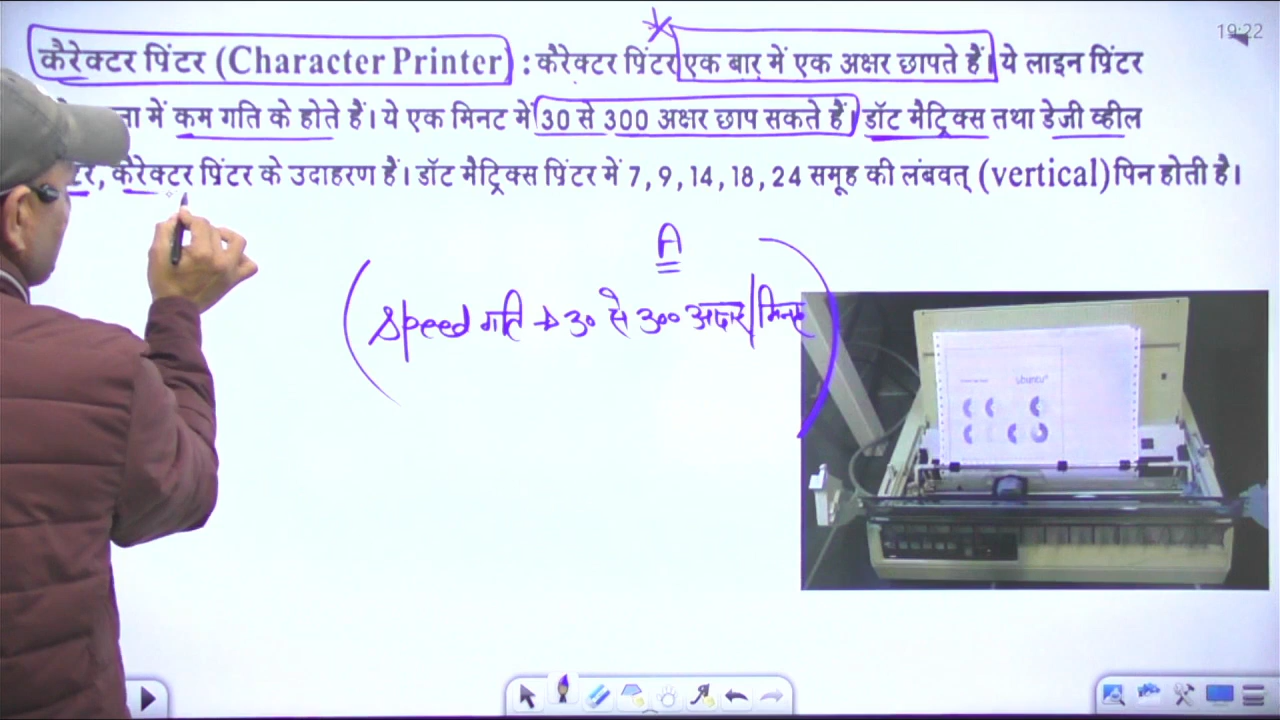 19:22
कैरेक्टर प्रिंटर (Character Printer) : कैरेक्टर प्रिंटर एक बार में एक अक्षर छापते हैं। ये लाइन प्रिंटर
में कम गति के होते हैं। ये एक मिनट में 30 से 300 अक्षर छाप सकते हैं। डॉट मैट्रिक्स तथा डेजी व्हील
कैरेक्टर प्रिंटर के उदाहरण हैं। डॉट मैट्रिक्स प्रिंटर में 7, 9, 14, 18, 24 समूह की लंबवत् (vertical) पिन होती है।
A
Speed गति → 30 से 300 अक्षर/मिनट
ubuntu